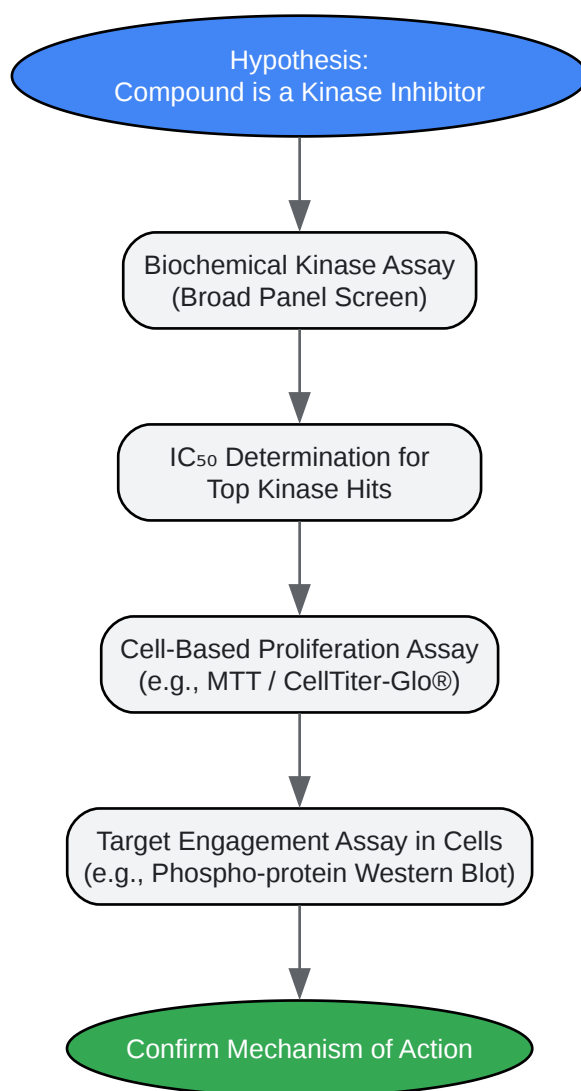 Hypothesis:
Compound is a Kinase Inhibitor
Biochemical Kinase Assay
(Broad Panel Screen)
IC₅₀ Determination for
Top Kinase Hits
Cell-Based Proliferation Assay
(e.g., MTT / CellTiter-Glo®)
Target Engagement Assay in Cells
(e.g., Phospho-protein Western Blot)
Confirm Mechanism of Action